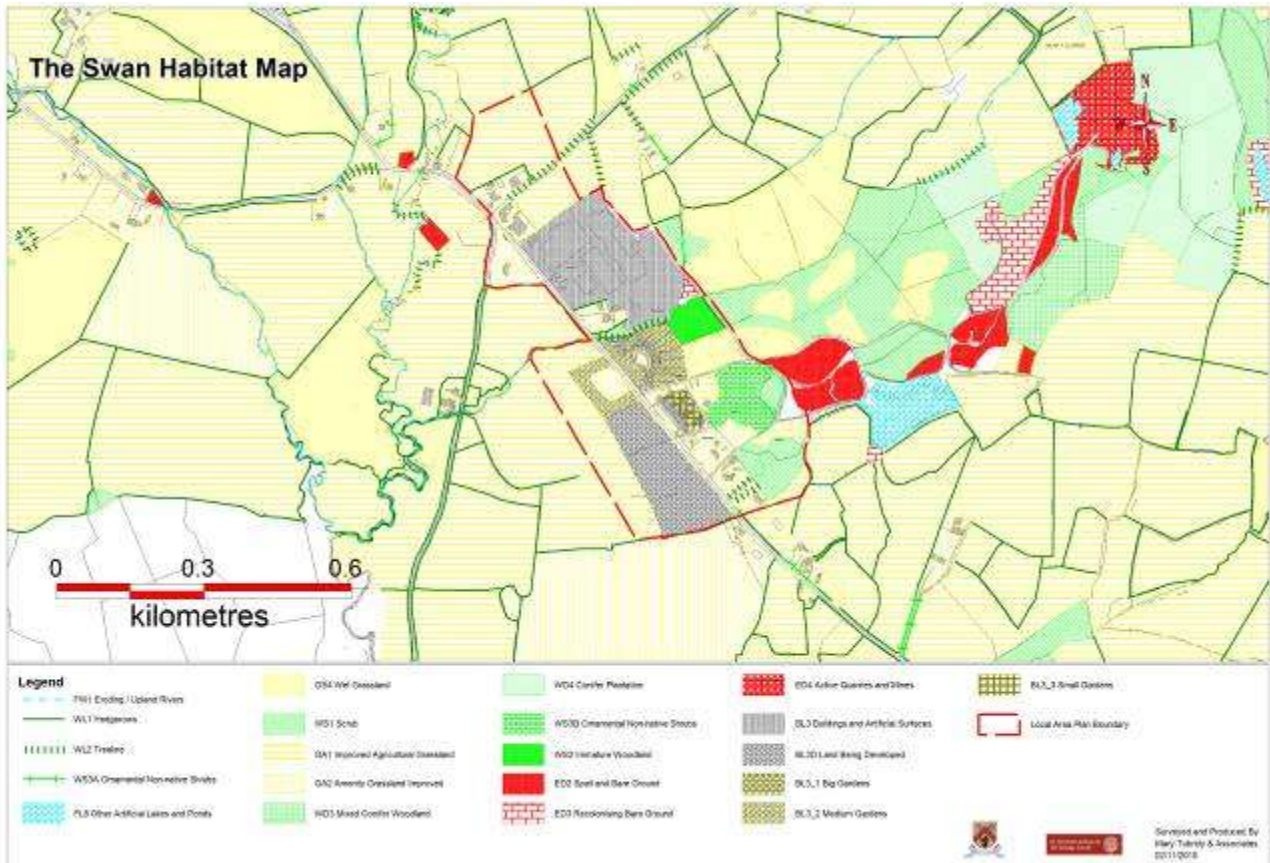 The Swan Habitat Map
N
E
S
0 0.3 0.6
kilometres
Legend
FW1 Eroding / Upland Rivers
WL1 Hedgerows
WL2 Treeline
WS3A Ornamental Non-native Shrubs
FL8 Other Artificial Lakes and Ponds
GS4 Wet Grassland
WS1 Scrub
GA1 Improved Agricultural Grassland
GA2 Amenity Grassland Improved
WD3 Mixed Conifer Woodland
WD4 Conifer Plantation
WS3B Ornamental Non-native Shrubs
WS2 Immature Woodland
ED2 Spoil and Bare Ground
ED3 Recolonising Bare Ground
ED4 Active Quarries and Mines
BL3 Buildings and Artificial Surfaces
BL3D Land Being Developed
BL3_1 Big Gardens
BL3_2 Medium Gardens
BL3_3 Small Gardens
Local Area Plan Boundary
Surveyed and Produced By
Mary Tubridy & Associates